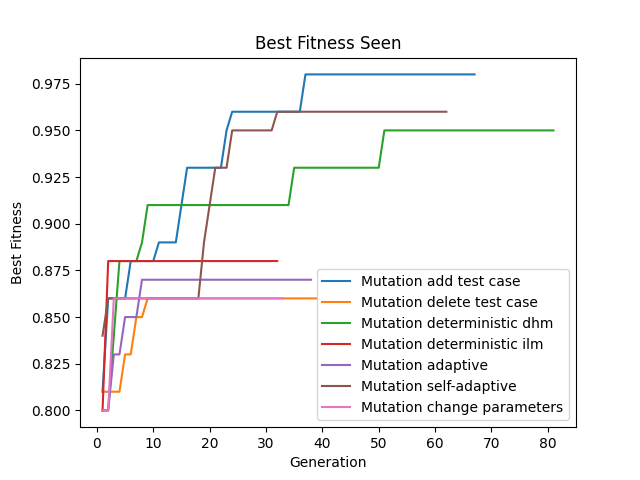 Best Fitness Seen
Best Fitness
0.975
0.950
0.925
0.900
0.875
0.850
0.825
0.800
Mutation add test case
Mutation delete test case
Mutation deterministic dhm
Mutation deterministic ilm
Mutation adaptive
Mutation self-adaptive
Mutation change parameters
0 10 20 30 40 50 60 70 80
Generation